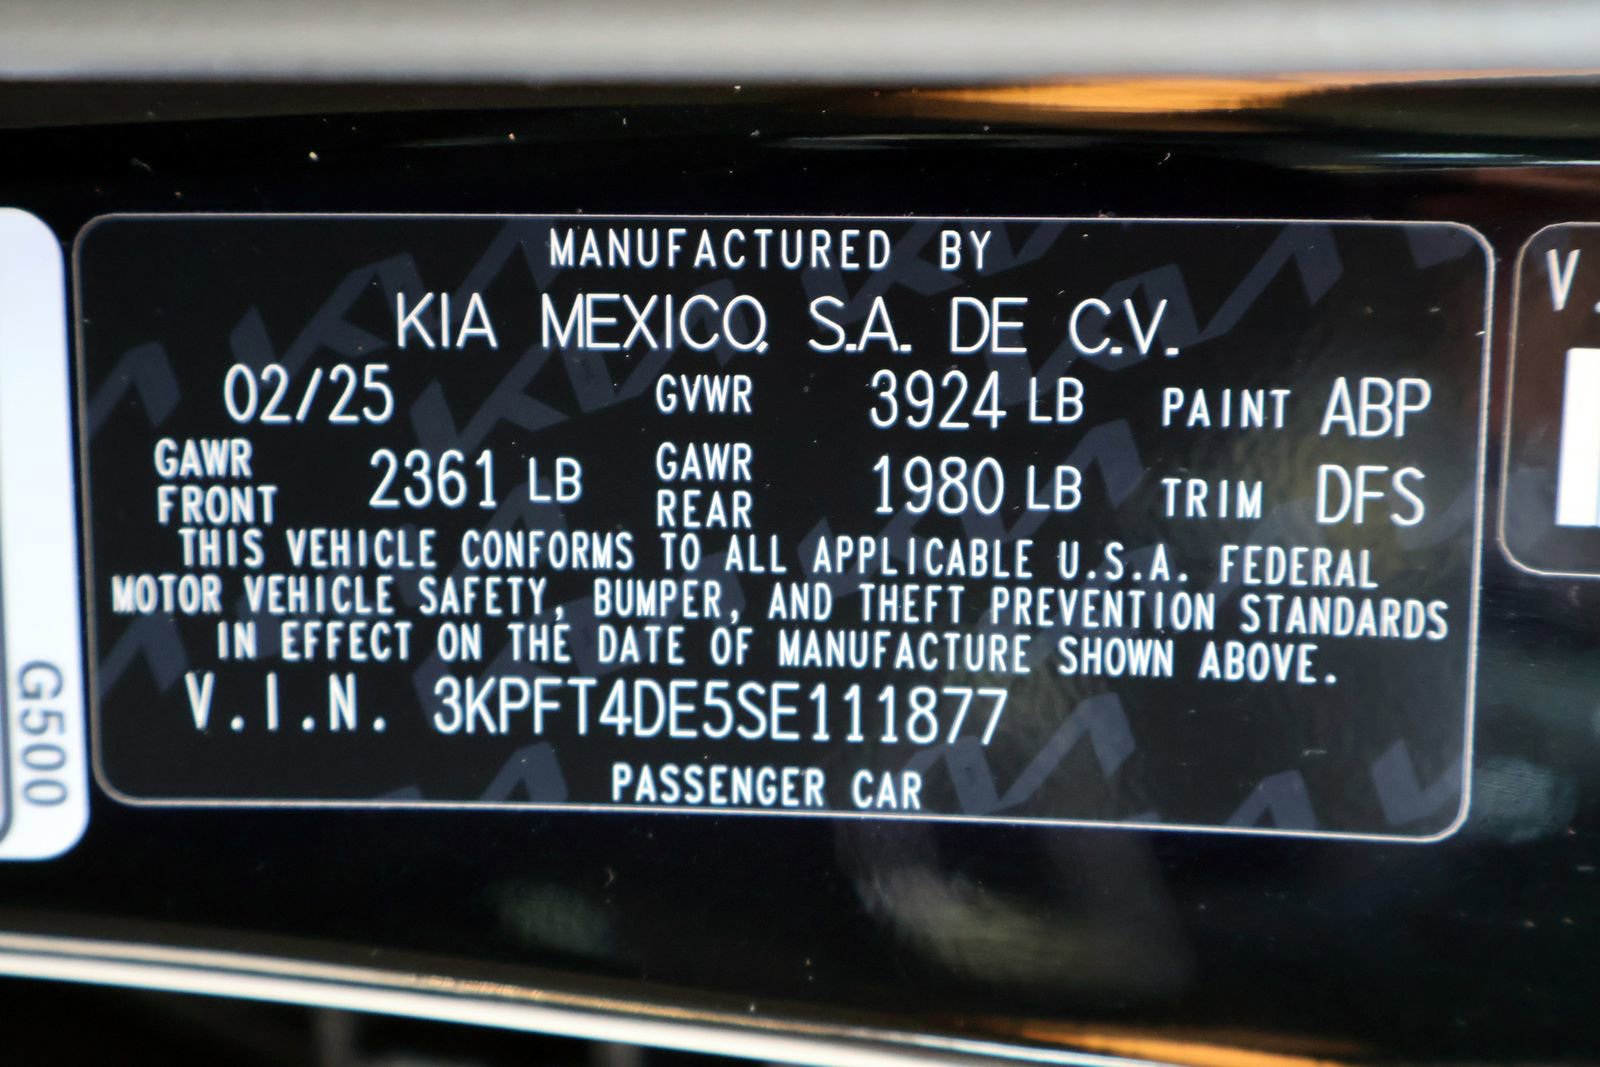 MANUFACTURED BY
KIA MEXICO, S.A. DE C.V.
02/25 GVWR 3924 LB PAINT ABP
GAWR FRONT 2361 LB GAWR REAR 1980 LB TRIM DFS
THIS VEHICLE CONFORMS TO ALL APPLICABLE U.S.A. FEDERAL
MOTOR VEHICLE SAFETY, BUMPER, AND THEFT PREVENTION STANDARDS
IN EFFECT ON THE DATE OF MANUFACTURE SHOWN ABOVE.
V.I.N. 3KPFT4DE5SE111877
PASSENGER CAR
G500
V.